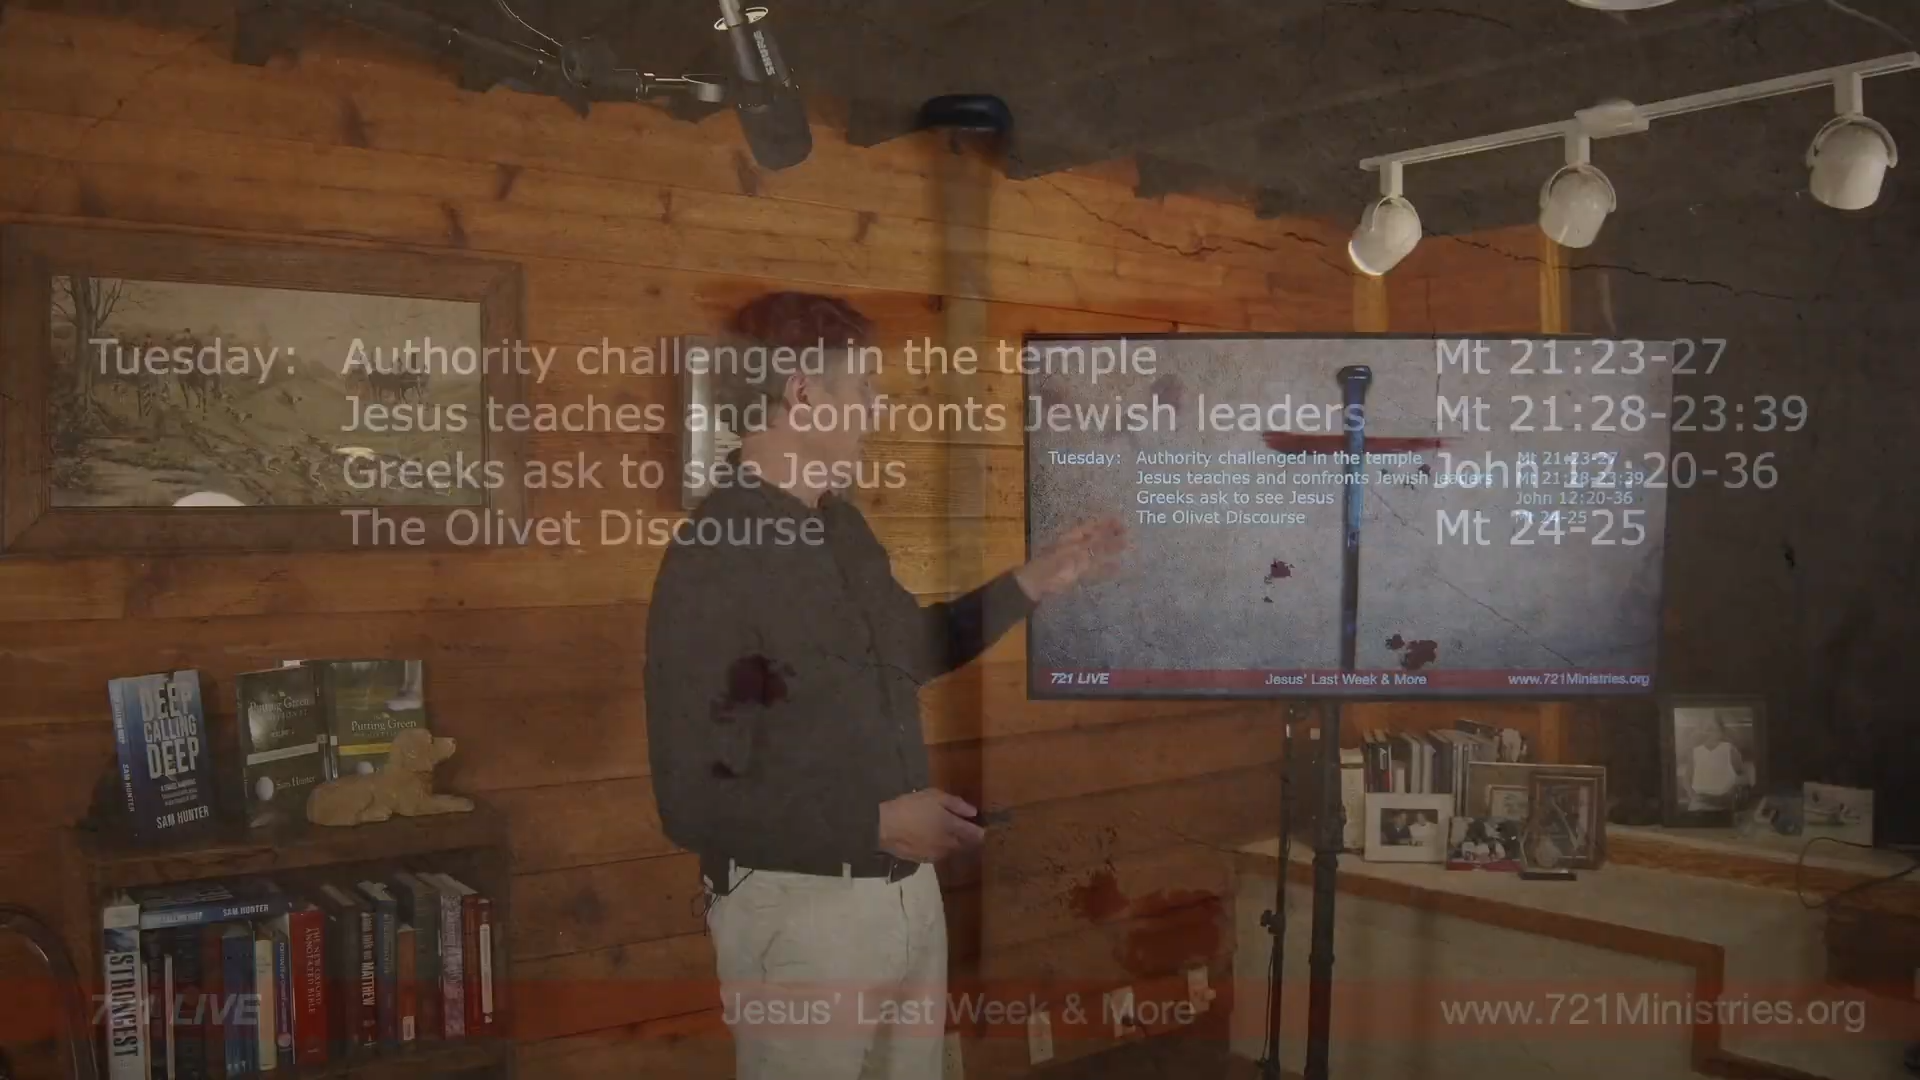 SHURE
Tuesday: Authority challenged in the temple Mt 21:23-27
Jesus teaches and confronts Jewish leaders Mt 21:28-23:39
Greeks ask to see Jesus John 12:20-36
The Olivet Discourse Mt 24-25
Tuesday: Authority challenged in the temple Mt 21:23-27
Jesus teaches and confronts Jewish leaders Mt 21:28-23:39
Greeks ask to see Jesus John 12:20-36
The Olivet Discourse Mt 24-25
721 LIVE Jesus' Last Week & More www.721Ministries.org
DEEP
CALLING
DEEP
SAM HUNTER
SAM HUNTER
Putting Green
Sam Hunter
Putting Green
SAM HUNTER
STRONGEST
MATTHEW
721 LIVE Jesus' Last Week & More www.721Ministries.org